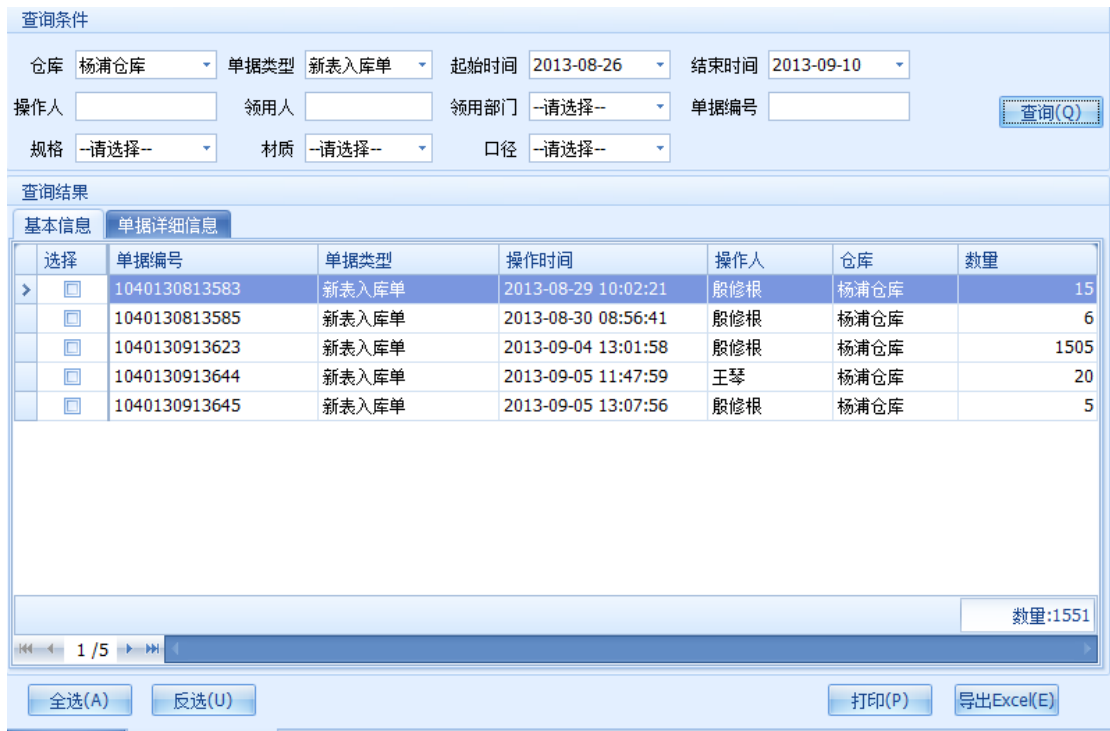 查询条件
仓库 杨浦仓库 单据类型 新表入库单 起始时间 2013-08-26 结束时间 2013-09-10
操作人 领用人 领用部门 --请选择-- 单据编号 查询(Q)
规格 --请选择-- 材质 --请选择-- 口径 --请选择--
查询结果
基本信息 单据详细信息
选择 单据编号 单据类型 操作时间 操作人 仓库 数量
1040130813583 新表入库单 2013-08-29 10:02:21 殷修根 杨浦仓库 15
1040130813585 新表入库单 2013-08-30 08:56:41 殷修根 杨浦仓库 6
1040130913623 新表入库单 2013-09-04 13:01:58 殷修根 杨浦仓库 1505
1040130913644 新表入库单 2013-09-05 11:47:59 王琴 杨浦仓库 20
1040130913645 新表入库单 2013-09-05 13:07:56 殷修根 杨浦仓库 5
数量:1551
1 /5
全选(A) 反选(U) 打印(P) 导出Excel(E)